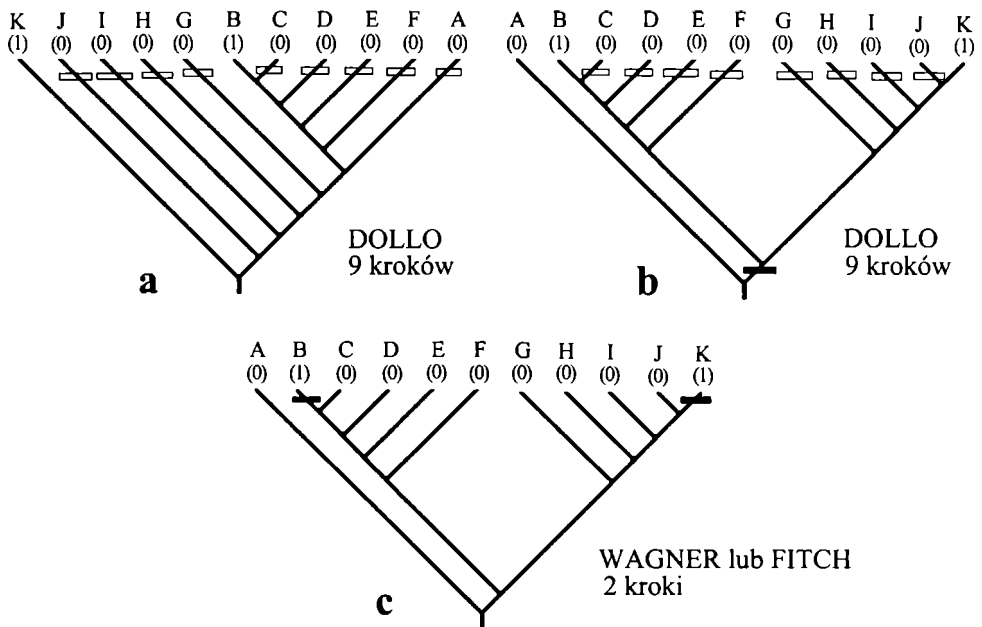 K J I H G B C D E F A
(1) (0) (0) (0) (0) (1) (0) (0) (0) (0) (0)
DOLLO
9 kroków
a
A B C D E F G H I J K
(0) (1) (0) (0) (0) (0) (0) (0) (0) (0) (1)
DOLLO
9 kroków
b
A B C D E F G H I J K
(0) (1) (0) (0) (0) (0) (0) (0) (0) (0) (1)
WAGNER lub FITCH
2 kroki
c